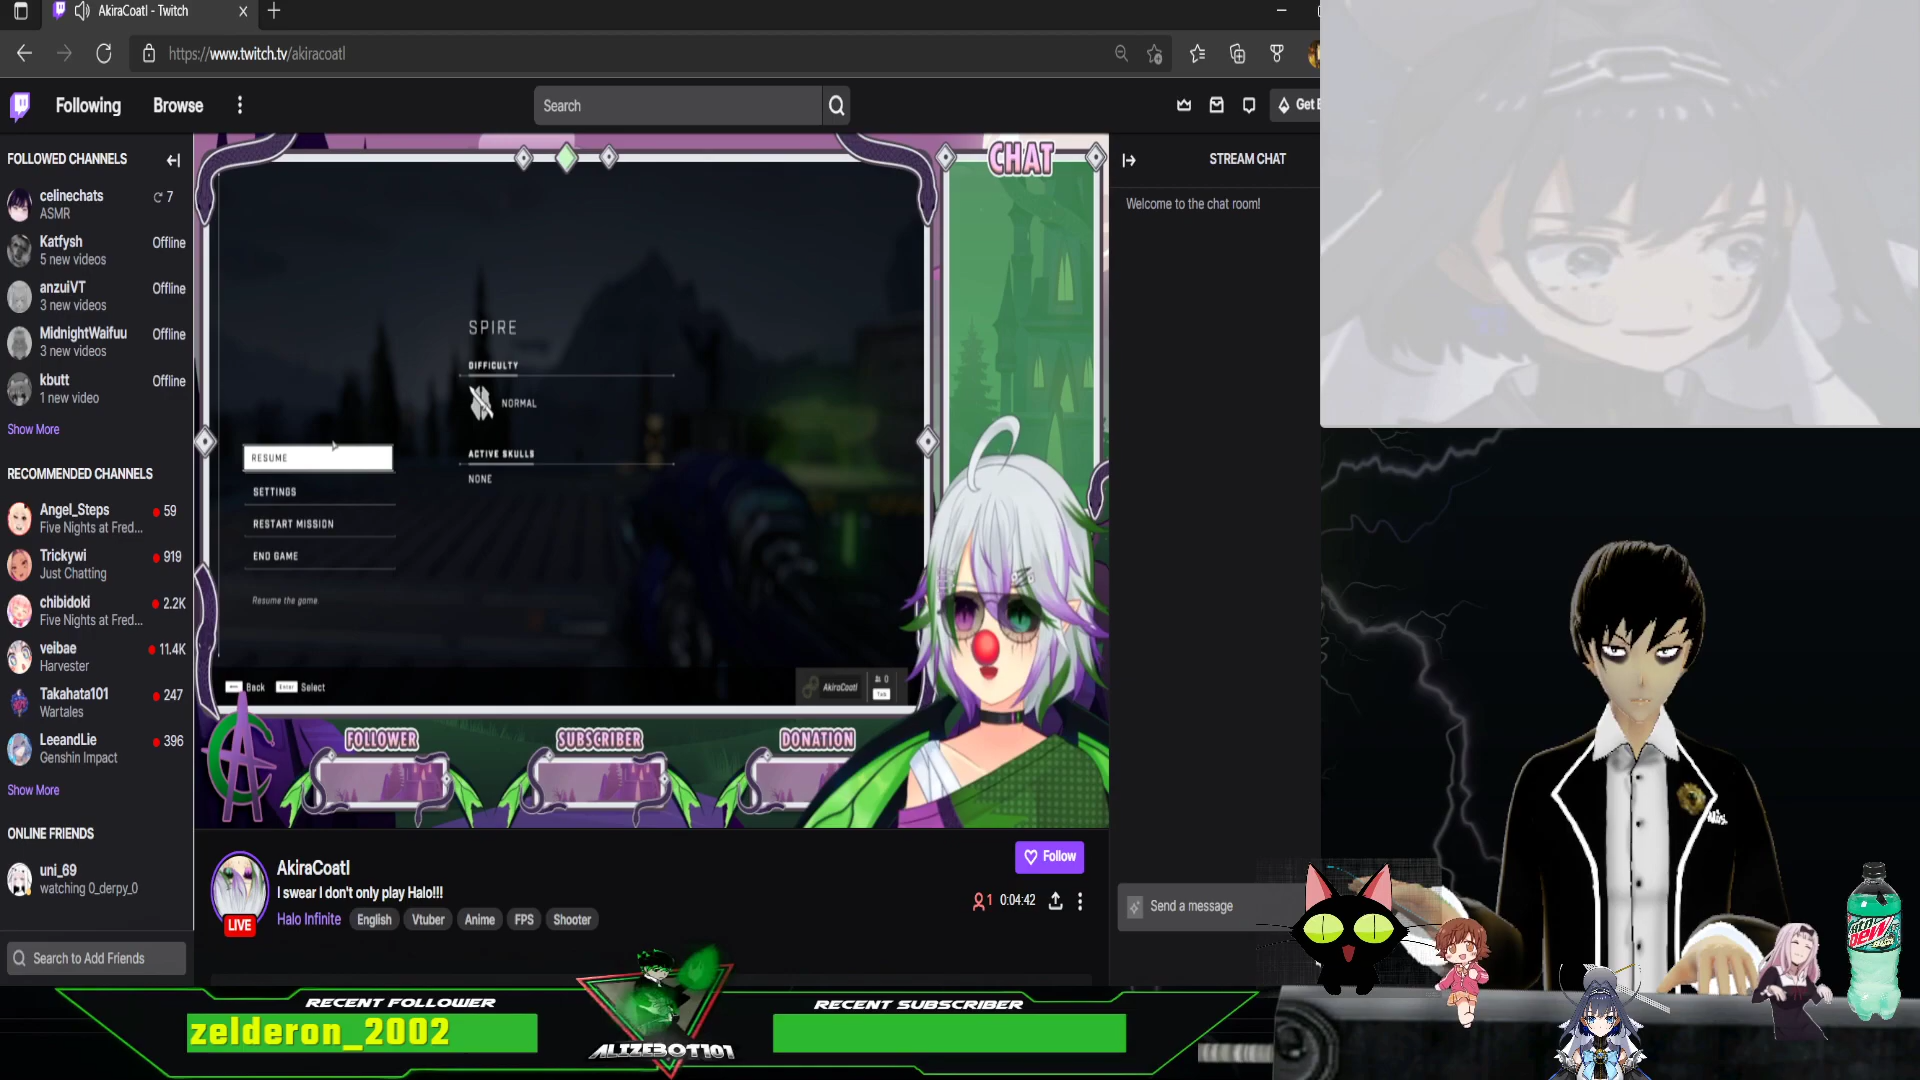 AkiraCoatl - Twitch
https://www.twitch.tv/akiracoatl
Following
Browse
Search
Get
FOLLOWED CHANNELS
celinechats
7
ASMR
Katfysh
Offline
5 new videos
anzuiVT
Offline
3 new videos
MidnightWaifuu
Offline
3 new videos
kbutt
Offline
1 new video
Show More
RECOMMENDED CHANNELS
Angel_Steps
59
Five Nights at Fred...
Trickywi
919
Just Chatting
chibidoki
2.2K
Five Nights at Fred...
veibae
11.4K
Harvester
Takahata101
247
Wartales
LeeandLie
396
Genshin Impact
Show More
ONLINE FRIENDS
uni_69
watching 0_derpy_0
Search to Add Friends
CHAT
SPIRE
DIFFICULTY
NORMAL
ACTIVE SKULLS
NONE
RESUME
SETTINGS
RESTART MISSION
END GAME
Resume the game.
Back
Enter Select
AkiraCoatl
0
Tab
FOLLOWER
SUBSCRIBER
DONATION
STREAM CHAT
Welcome to the chat room!
AkiraCoatl
Follow
I swear I don't only play Halo!!!
1 0:04:42
Halo Infinite
English
Vtuber
Anime
FPS
Shooter
LIVE
Send a message
RECENT FOLLOWER
zelderon_2002
ALIZEBOT101
RECENT SUBSCRIBER
Mtn
DEW